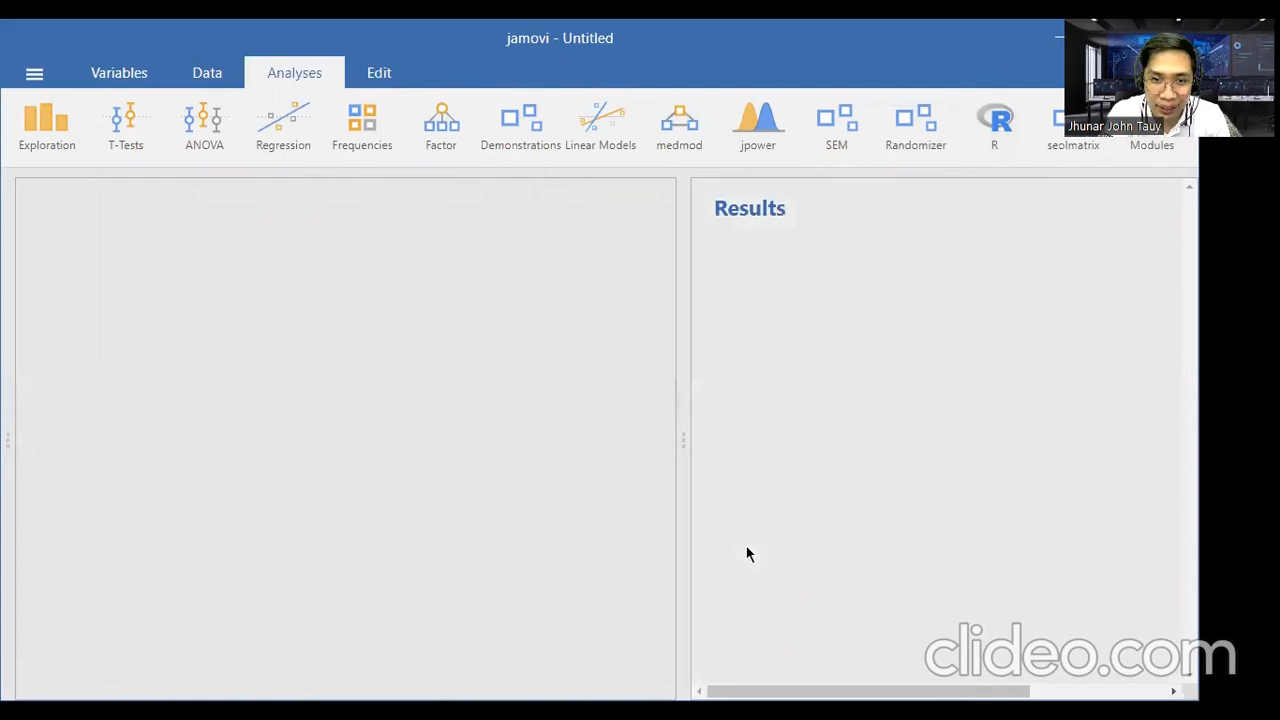 jamovi - Untitled
Variables Data Analyses Edit
Exploration T-Tests ANOVA Regression Frequencies Factor Demonstrations Linear Models medmod jpower SEM Randomizer R seolmatrix Modules
Jhunar John Tauy
Results
clideo.com